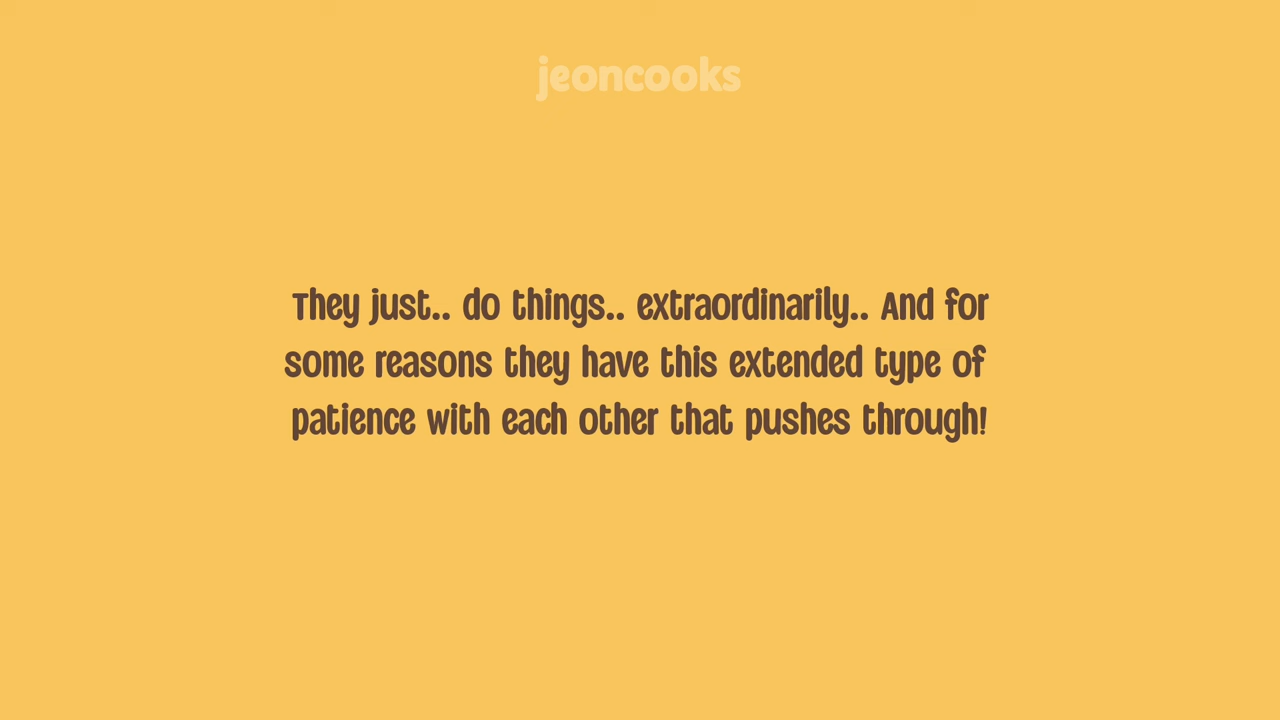 jeoncooks
They just.. do things.. extraordinarily.. And for
some reasons they have this extended type of
patience with each other that pushes through!